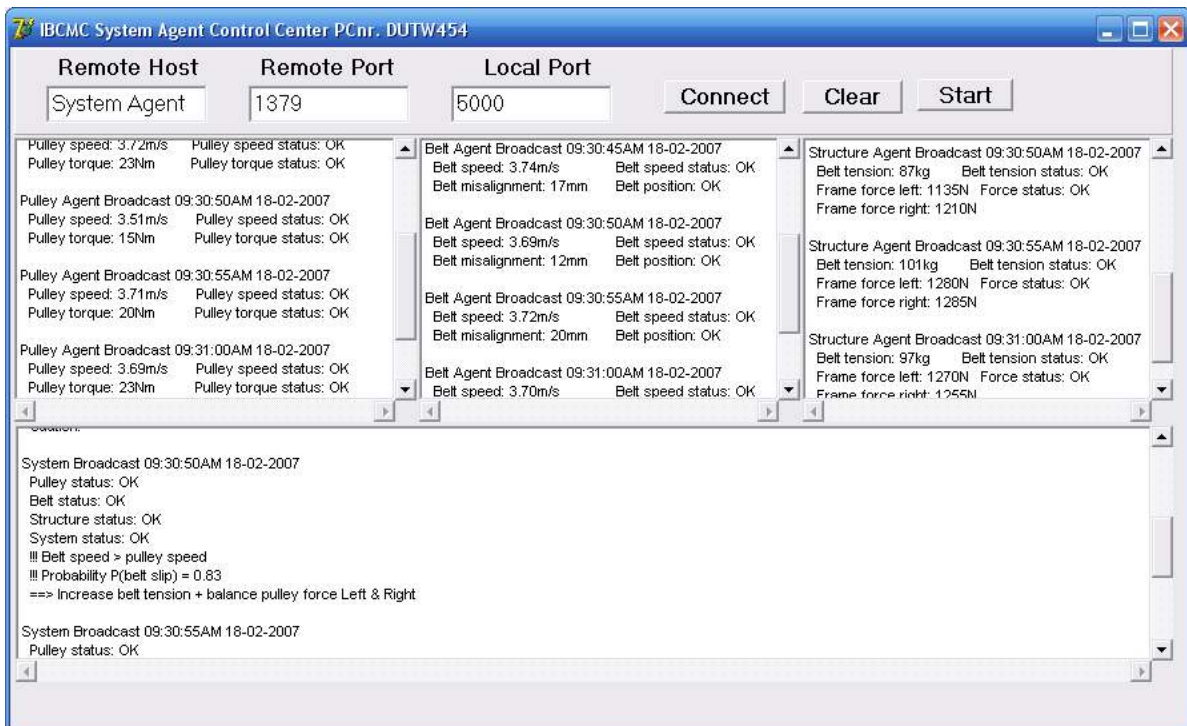 IBCMC System Agent Control Center PCnr. DUTW454
Remote Host Remote Port Local Port
System Agent 1379 5000 Connect Clear Start
Pulley speed: 3.72m/s Pulley speed status: OK
Pulley torque: 23Nm Pulley torque status: OK
Pulley Agent Broadcast 09:30:50AM 18-02-2007
Pulley speed: 3.51m/s Pulley speed status: OK
Pulley torque: 15Nm Pulley torque status: OK
Pulley Agent Broadcast 09:30:55AM 18-02-2007
Pulley speed: 3.71m/s Pulley speed status: OK
Pulley torque: 20Nm Pulley torque status: OK
Pulley Agent Broadcast 09:31:00AM 18-02-2007
Pulley speed: 3.69m/s Pulley speed status: OK
Pulley torque: 23Nm Pulley torque status: OK
Belt Agent Broadcast 09:30:45AM 18-02-2007
Belt speed: 3.74m/s Belt speed status: OK
Belt misalignment: 17mm Belt position: OK
Belt Agent Broadcast 09:30:50AM 18-02-2007
Belt speed: 3.69m/s Belt speed status: OK
Belt misalignment: 12mm Belt position: OK
Belt Agent Broadcast 09:30:55AM 18-02-2007
Belt speed: 3.72m/s Belt speed status: OK
Belt misalignment: 20mm Belt position: OK
Belt Agent Broadcast 09:31:00AM 18-02-2007
Belt speed: 3.70m/s Belt speed status: OK
Structure Agent Broadcast 09:30:50AM 18-02-2007
Belt tension: 87kg Belt tension status: OK
Frame force left: 1135N Force status: OK
Frame force right: 1210N
Structure Agent Broadcast 09:30:55AM 18-02-2007
Belt tension: 101kg Belt tension status: OK
Frame force left: 1280N Force status: OK
Frame force right: 1285N
Structure Agent Broadcast 09:31:00AM 18-02-2007
Belt tension: 97kg Belt tension status: OK
Frame force left: 1270N Force status: OK
Frame force right: 1255N
System Broadcast 09:30:50AM 18-02-2007
Pulley status: OK
Belt status: OK
Structure status: OK
System status: OK
!!! Belt speed > pulley speed
!!! Probability P(belt slip) = 0.83
==> Increase belt tension + balance pulley force Left & Right
System Broadcast 09:30:55AM 18-02-2007
Pulley status: OK